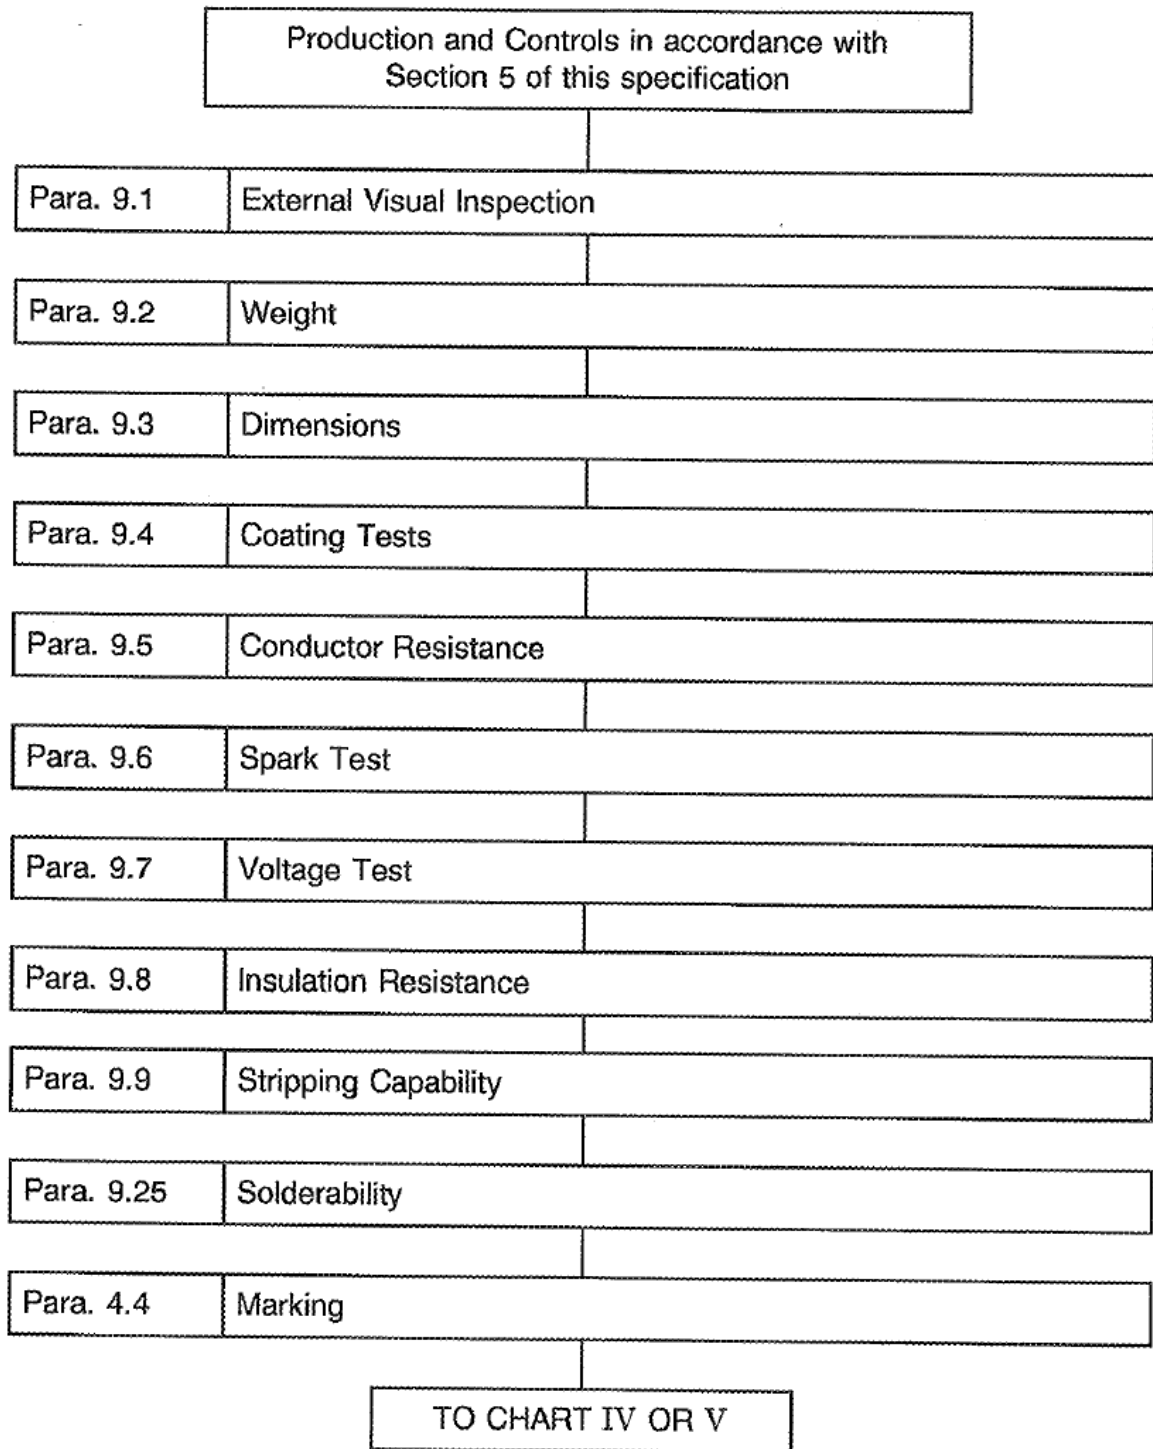 Production and Controls in accordance with
Section 5 of this specification
Para. 9.1 External Visual Inspection
Para. 9.2 Weight
Para. 9.3 Dimensions
Para. 9.4 Coating Tests
Para. 9.5 Conductor Resistance
Para. 9.6 Spark Test
Para. 9.7 Voltage Test
Para. 9.8 Insulation Resistance
Para. 9.9 Stripping Capability
Para. 9.25 Solderability
Para. 4.4 Marking
TO CHART IV OR V